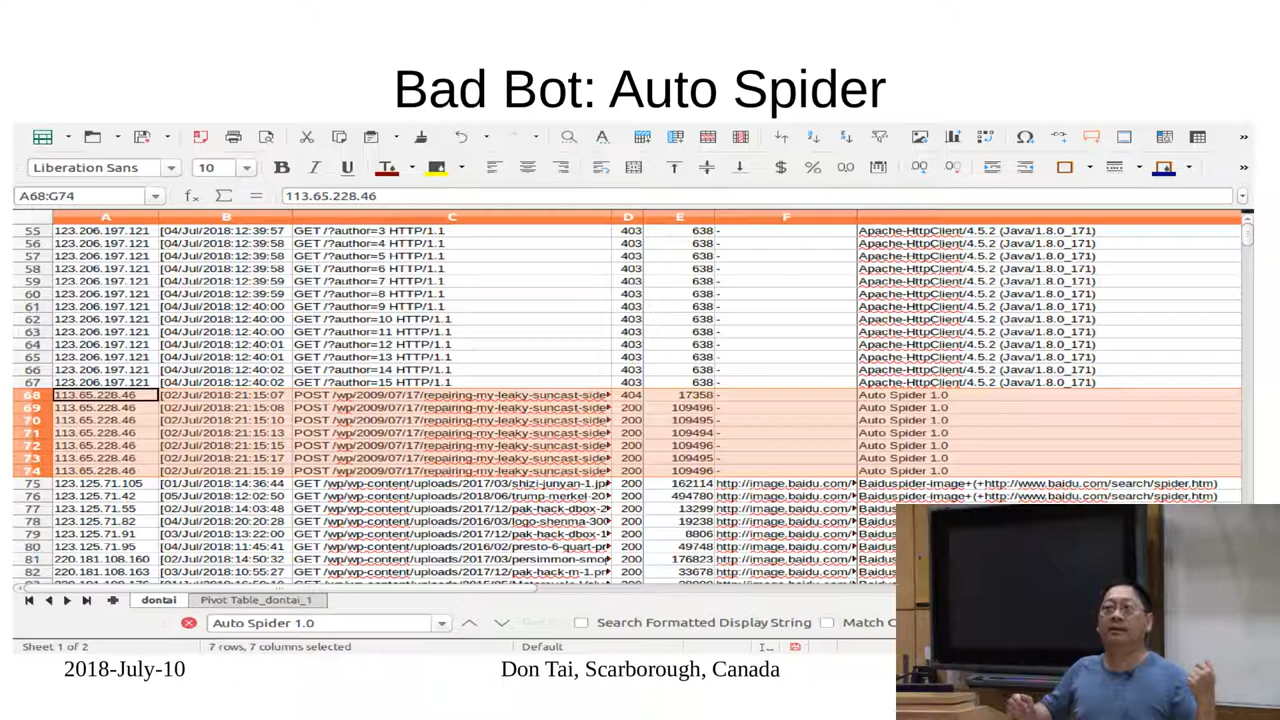 Bad Bot: Auto Spider
Liberation Sans 10
A68:G74 113.65.228.46
A B C D E F
55 123.206.197.121 [04/Jul/2018:12:39:57 GET /?author=3 HTTP/1.1 403 638 - Apache-HttpClient/4.5.2 (Java/1.8.0_171)
56 123.206.197.121 [04/Jul/2018:12:39:58 GET /?author=4 HTTP/1.1 403 638 - Apache-HttpClient/4.5.2 (Java/1.8.0_171)
57 123.206.197.121 [04/Jul/2018:12:39:58 GET /?author=5 HTTP/1.1 403 638 - Apache-HttpClient/4.5.2 (Java/1.8.0_171)
58 123.206.197.121 [04/Jul/2018:12:39:58 GET /?author=6 HTTP/1.1 403 638 - Apache-HttpClient/4.5.2 (Java/1.8.0_171)
59 123.206.197.121 [04/Jul/2018:12:39:59 GET /?author=7 HTTP/1.1 403 638 - Apache-HttpClient/4.5.2 (Java/1.8.0_171)
60 123.206.197.121 [04/Jul/2018:12:39:59 GET /?author=8 HTTP/1.1 403 638 - Apache-HttpClient/4.5.2 (Java/1.8.0_171)
61 123.206.197.121 [04/Jul/2018:12:40:00 GET /?author=9 HTTP/1.1 403 638 - Apache-HttpClient/4.5.2 (Java/1.8.0_171)
62 123.206.197.121 [04/Jul/2018:12:40:00 GET /?author=10 HTTP/1.1 403 638 - Apache-HttpClient/4.5.2 (Java/1.8.0_171)
63 123.206.197.121 [04/Jul/2018:12:40:00 GET /?author=11 HTTP/1.1 403 638 - Apache-HttpClient/4.5.2 (Java/1.8.0_171)
64 123.206.197.121 [04/Jul/2018:12:40:01 GET /?author=12 HTTP/1.1 403 638 - Apache-HttpClient/4.5.2 (Java/1.8.0_171)
65 123.206.197.121 [04/Jul/2018:12:40:01 GET /?author=13 HTTP/1.1 403 638 - Apache-HttpClient/4.5.2 (Java/1.8.0_171)
66 123.206.197.121 [04/Jul/2018:12:40:02 GET /?author=14 HTTP/1.1 403 638 - Apache-HttpClient/4.5.2 (Java/1.8.0_171)
67 123.206.197.121 [04/Jul/2018:12:40:02 GET /?author=15 HTTP/1.1 403 638 - Apache-HttpClient/4.5.2 (Java/1.8.0_171)
68 113.65.228.46 [02/Jul/2018:21:15:07 POST /wp/2009/07/17/repairing-my-leaky-suncast-side 404 17358 - Auto Spider 1.0
69 113.65.228.46 [02/Jul/2018:21:15:08 POST /wp/2009/07/17/repairing-my-leaky-suncast-side 200 109496 - Auto Spider 1.0
70 113.65.228.46 [02/Jul/2018:21:15:10 POST /wp/2009/07/17/repairing-my-leaky-suncast-side 200 109495 - Auto Spider 1.0
71 113.65.228.46 [02/Jul/2018:21:15:13 POST /wp/2009/07/17/repairing-my-leaky-suncast-side 200 109494 - Auto Spider 1.0
72 113.65.228.46 [02/Jul/2018:21:15:15 POST /wp/2009/07/17/repairing-my-leaky-suncast-side 200 109496 - Auto Spider 1.0
73 113.65.228.46 [02/Jul/2018:21:15:17 POST /wp/2009/07/17/repairing-my-leaky-suncast-side 200 109496 - Auto Spider 1.0
74 113.65.228.46 [02/Jul/2018:21:15:19 POST /wp/2009/07/17/repairing-my-leaky-suncast-side 200 109496 - Auto Spider 1.0
75 123.125.71.105 [01/Jul/2018:14:36:44 GET /wp/wp-content/uploads/2017/03/shizi-junyan-1.jp 200 162114 http://image.baidu.com/ Baiduspider-image+(+http://www.baidu.com/search/spider.htm)
76 123.125.71.42 [05/Jul/2018:12:02:50 GET /wp/wp-content/uploads/2018/06/trump-merkel-20 200 494780 http://image.baidu.com/ Baiduspider-image+(+http://www.baidu.com/search/spider.htm)
77 123.125.71.55 [02/Jul/2018:14:03:48 GET /wp/wp-content/uploads/2017/12/pak-hack-dbox-2 200 13299 http://image.baidu.com/ Baidus
78 123.125.71.82 [04/Jul/2018:20:20:28 GET /wp/wp-content/uploads/2016/03/logo-shenma-300 200 19238 http://image.baidu.com/ Baidus
79 123.125.71.91 [03/Jul/2018:13:22:00 GET /wp/wp-content/uploads/2017/12/pak-hack-dbox-1 200 8806 http://image.baidu.com/ Baidus
80 123.125.71.95 [04/Jul/2018:11:45:41 GET /wp/wp-content/uploads/2016/02/presto-6-quart-pr 200 49748 http://image.baidu.com/ Baidus
81 220.181.108.160 [02/Jul/2018:14:50:32 GET /wp/wp-content/uploads/2017/03/persimmon-smo 200 176823 http://image.baidu.com/ Baidus
82 220.181.108.163 [03/Jul/2018:10:55:27 GET /wp/wp-content/uploads/2017/12/pak-hack-m-1.pr 200 33678 http://image.baidu.com/ Baidus
dontai Pivot Table_dontai_1
Auto Spider 1.0 Search Formatted Display String Match C
Sheet 1 of 2 7 rows, 7 columns selected Default
2018-July-10 Don Tai, Scarborough, Canada